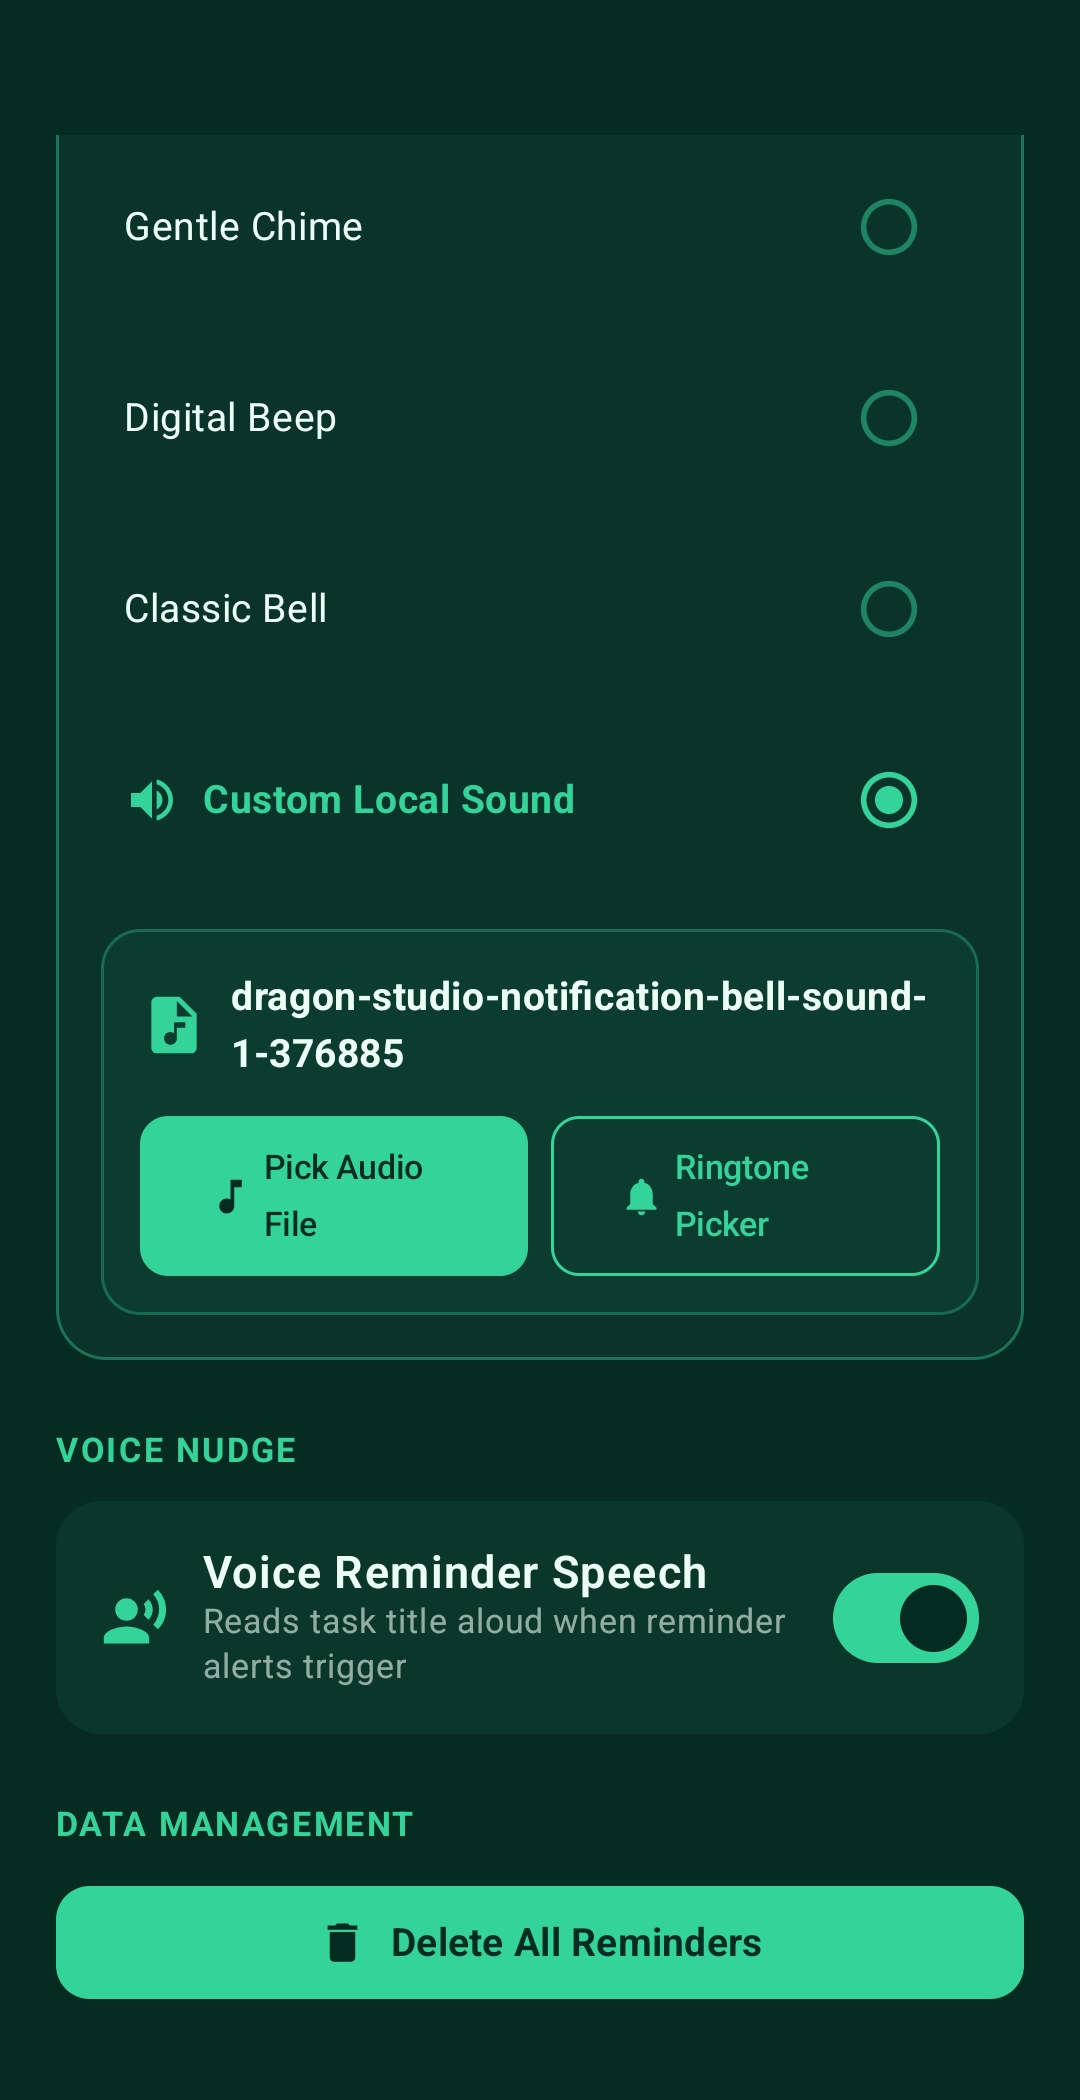 Gentle Chime
Digital Beep
Classic Bell
Custom Local Sound
dragon-studio-notification-bell-sound-
1-376885
Pick Audio
File
Ringtone
Picker
VOICE NUDGE
Voice Reminder Speech
Reads task title aloud when reminder
alerts trigger
DATA MANAGEMENT
Delete All Reminders